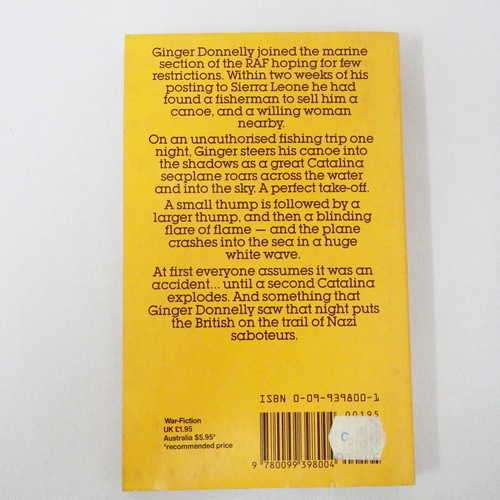 Ginger Donnelly joined the marine
section of the RAF hoping for few
restrictions. Within two weeks of his
posting to Sierra Leone he had
found a fisherman to sell him a
canoe, and a willing woman
nearby.
On an unauthorised fishing trip one
night, Ginger steers his canoe into
the shadows as a great Catalina
seaplane roars across the water
and into the sky. A perfect take-off.
A small thump is followed by a
larger thump, and then a blinding
flare of flame — and the plane
crashes into the sea in a huge
white wave.
At first everyone assumes it was an
accident... until a second Catalina
explodes. And something that
Ginger Donnelly saw that night puts
the British on the trail of Nazi
saboteurs.
ISBN 0-09-939800-1
00195
War-Fiction
UK £1.95
Australia $5.95*
*recommended price
C
9 780099 398004